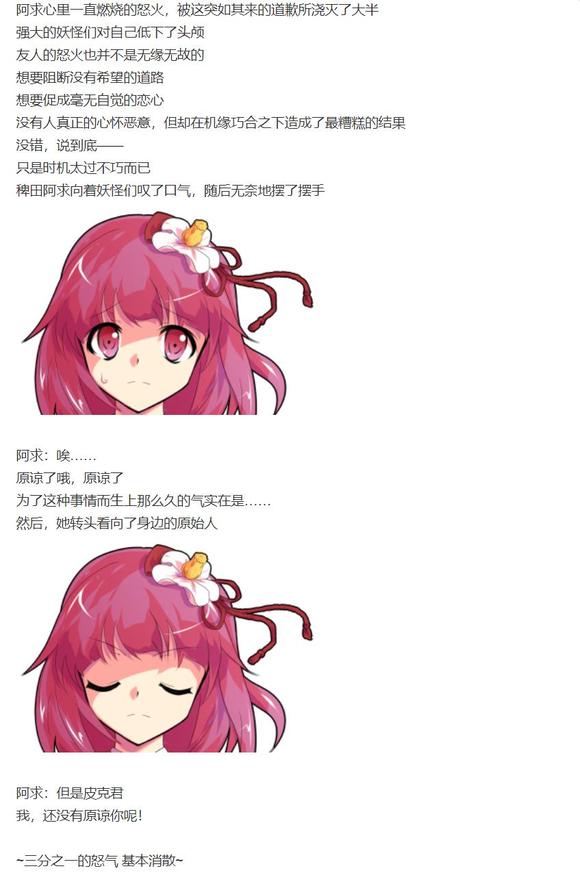 阿求心里一直燃烧的怒火，被这突如其来的道歉所浇灭了大半
强大的妖怪们对自己低下了头颅
友人的怒火也并不是无缘无故的
想要阻断没有希望的道路
想要促成毫无自觉的恋心
没有人真正的心怀恶意，但却在机缘巧合之下造成了最糟糕的结果
没错，说到底——
只是时机太过不巧而已
稗田阿求向着妖怪们叹了口气，随后无奈地摆了摆手
阿求：唉……
原谅了哦，原谅了
为了这种事情而生上那么久的气实在是……
然后，她转头看向了身边的原始人
阿求：但是皮克君
我，还没有原谅你呢！
~三分之一的怒气 基本消散~